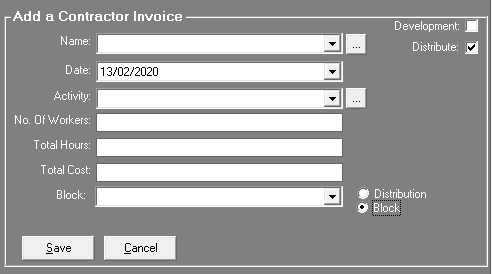 Add a Contractor Invoice
Development:
Name: ...
Distribute:
Date: 13/02/2020
Activity: ...
No. Of Workers:
Total Hours:
Total Cost:
Block:
Distribution
Block
Save Cancel